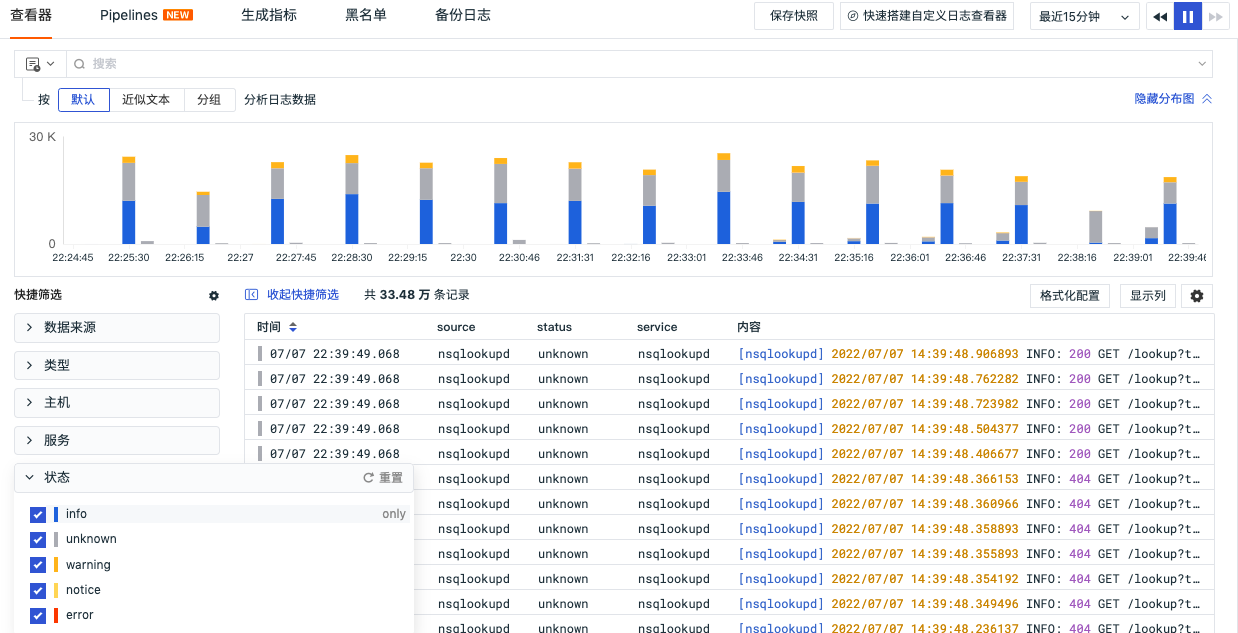 查看器 Pipelines NEW 生成指标 黑名单 备份日志 保存快照 快速搭建自定义日志查看器 最近15分钟
搜索
按 默认 近似文本 分组 分析日志数据 隐藏分布图
30 K
0
22:24:45 22:25:30 22:26:15 22:27 22:27:45 22:28:30 22:29:15 22:30 22:30:46 22:31:31 22:32:16 22:33:01 22:33:46 22:34:31 22:35:16 22:36:01 22:36:46 22:37:31 22:38:16 22:39:01 22:39:46
快捷筛选 收起快捷筛选 共 33.48 万 条记录 格式化配置 显示列
数据来源
类型
主机
服务
状态 重置
info only
unknown
warning
notice
error
时间 source status service 内容
07/07 22:39:49.068 nsqlookupd unknown nsqlookupd [nsqlookupd] 2022/07/07 14:39:48.906893 INFO: 200 GET /lookup?t…
07/07 22:39:49.068 nsqlookupd unknown nsqlookupd [nsqlookupd] 2022/07/07 14:39:48.762282 INFO: 200 GET /lookup?t…
07/07 22:39:49.068 nsqlookupd unknown nsqlookupd [nsqlookupd] 2022/07/07 14:39:48.723982 INFO: 200 GET /lookup?t…
07/07 22:39:49.068 nsqlookupd unknown nsqlookupd [nsqlookupd] 2022/07/07 14:39:48.504377 INFO: 200 GET /lookup?t…
07/07 22:39:49.068 nsqlookupd unknown nsqlookupd [nsqlookupd] 2022/07/07 14:39:48.406677 INFO: 200 GET /lookup?t…
nsqlookupd unknown nsqlookupd [nsqlookupd] 2022/07/07 14:39:48.366153 INFO: 404 GET /lookup?t…
nsqlookupd unknown nsqlookupd [nsqlookupd] 2022/07/07 14:39:48.360966 INFO: 404 GET /lookup?t…
nsqlookupd unknown nsqlookupd [nsqlookupd] 2022/07/07 14:39:48.358893 INFO: 404 GET /lookup?t…
nsqlookupd unknown nsqlookupd [nsqlookupd] 2022/07/07 14:39:48.355893 INFO: 404 GET /lookup?t…
nsqlookupd unknown nsqlookupd [nsqlookupd] 2022/07/07 14:39:48.354192 INFO: 404 GET /lookup?t…
nsqlookupd unknown nsqlookupd [nsqlookupd] 2022/07/07 14:39:48.349496 INFO: 404 GET /lookup?t…
nsqlookupd unknown nsqlookupd [nsqlookupd] 2022/07/07 14:39:48.236137 INFO: 404 GET /lookup?t…